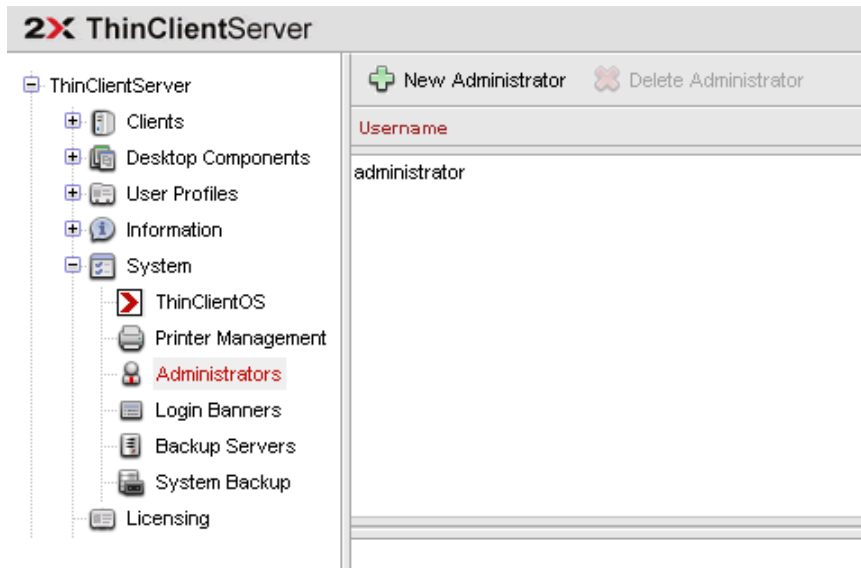 2X ThinClientServer
ThinClientServer
Clients
Desktop Components
User Profiles
Information
System
ThinClientOS
Printer Management
Administrators
Login Banners
Backup Servers
System Backup
Licensing
New Administrator Delete Administrator
Username
administrator